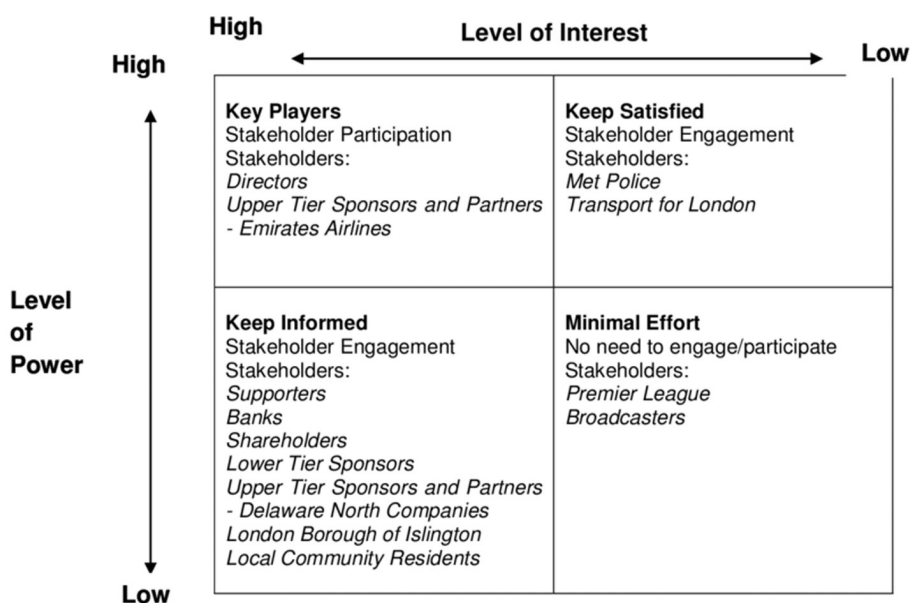 High
Level of Interest
Low
High
Key Players
Stakeholder Participation
Stakeholders:
Directors
Upper Tier Sponsors and Partners
- Emirates Airlines
Keep Satisfied
Stakeholder Engagement
Stakeholders:
Met Police
Transport for London
Level
of
Power
Keep Informed
Stakeholder Engagement
Stakeholders:
Supporters
Banks
Shareholders
Lower Tier Sponsors
Upper Tier Sponsors and Partners
- Delaware North Companies
London Borough of Islington
Local Community Residents
Minimal Effort
No need to engage/participate
Stakeholders:
Premier League
Broadcasters
Low